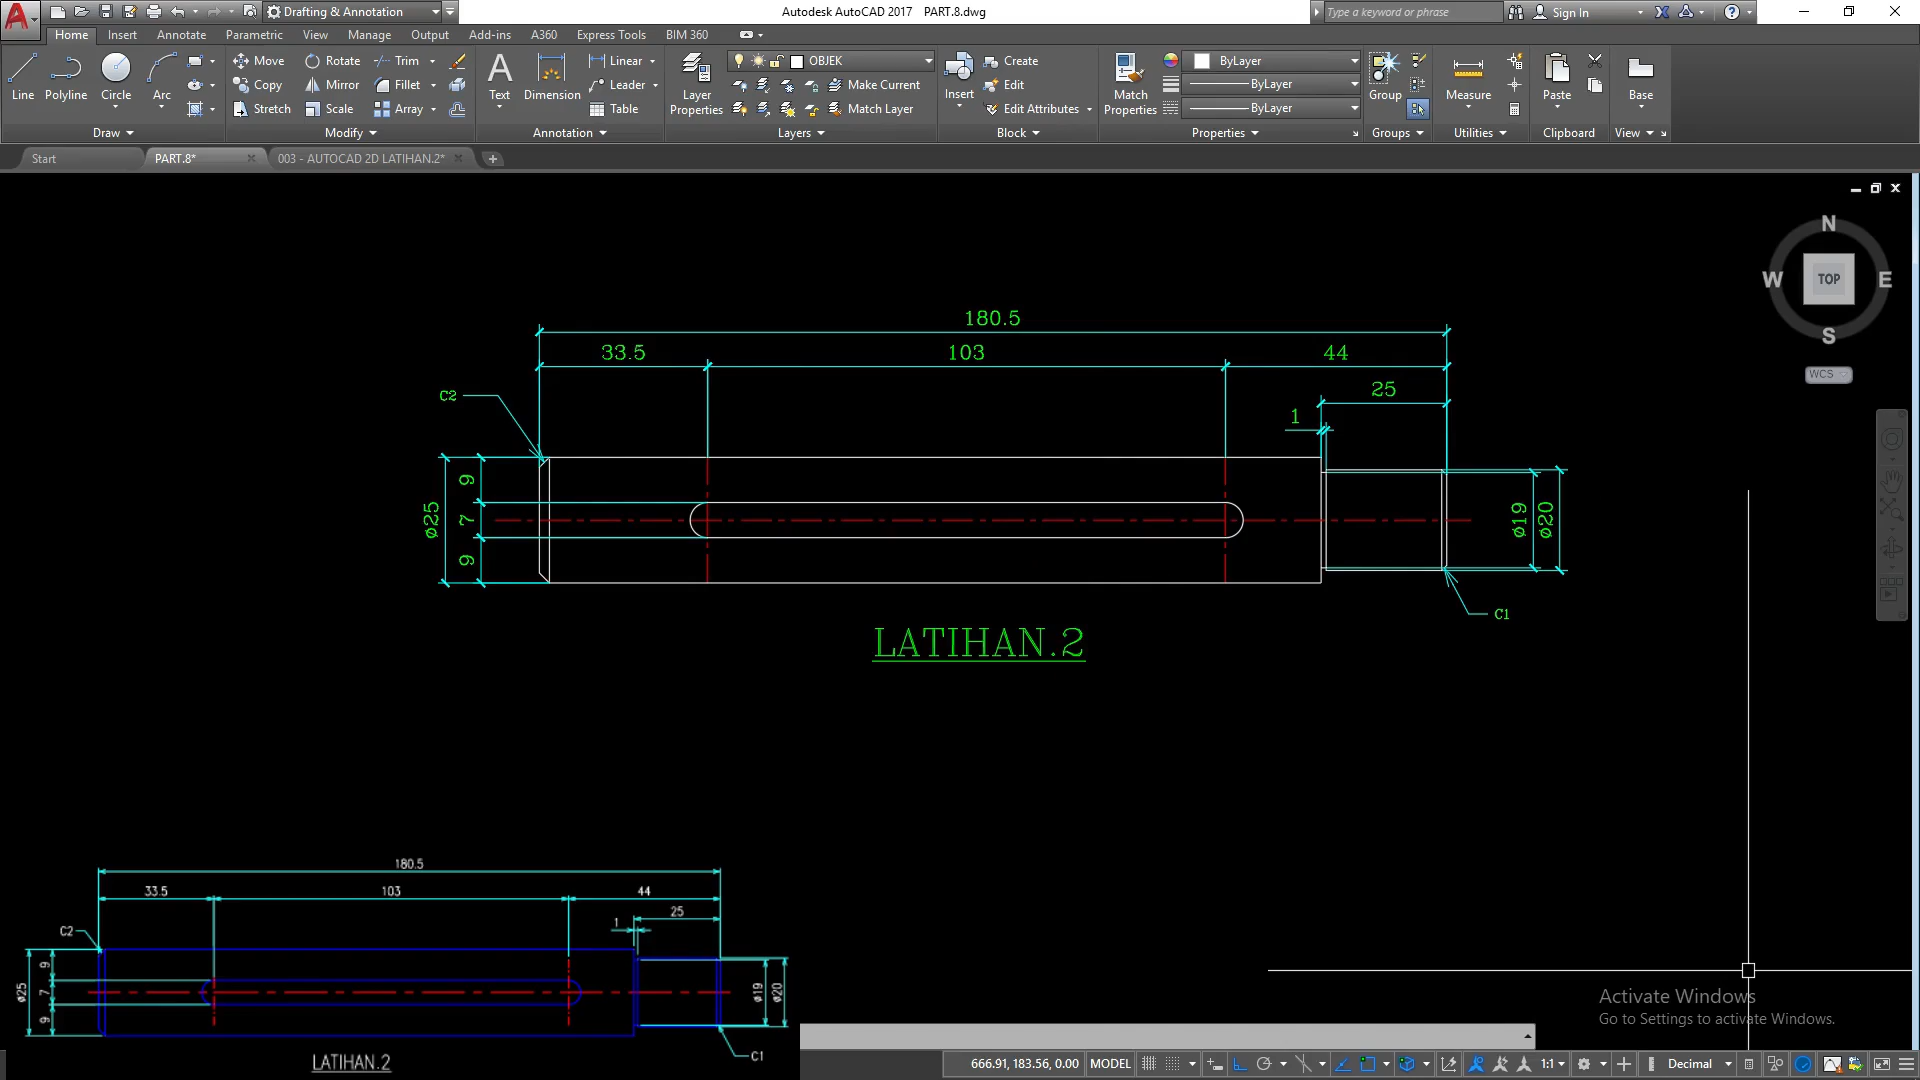 Drafting & Annotation
Autodesk AutoCAD 2017 PART.8.dwg
Type a keyword or phrase
Sign In
Home Insert Annotate Parametric View Manage Output Add-ins A360 Express Tools BIM 360
Line Polyline Circle Arc
Move Rotate Trim
Copy Mirror Fillet
Stretch Scale Array
Text Dimension
Linear
Leader
Table
Layer Properties
OBJEK
Make Current
Match Layer
Insert
Create
Edit
Edit Attributes
Match Properties
ByLayer
ByLayer
ByLayer
Group
Measure
Paste
Base
Draw Modify Annotation Layers Block Properties Groups Utilities Clipboard View
Start PART.8* 003 - AUTOCAD 2D LATIHAN.2*
N
W TOP E
S
WCS
180.5
33.5 103 44
25
1
C2
ø25
9
7
9
ø19
ø20
C1
LATIHAN.2
180.5
33.5 103 44
25
1
C2
ø25
9
7
9
ø19
ø20
C1
LATIHAN.2
Activate Windows
Go to Settings to activate Windows.
666.91, 183.56, 0.00 MODEL 1:1 Decimal